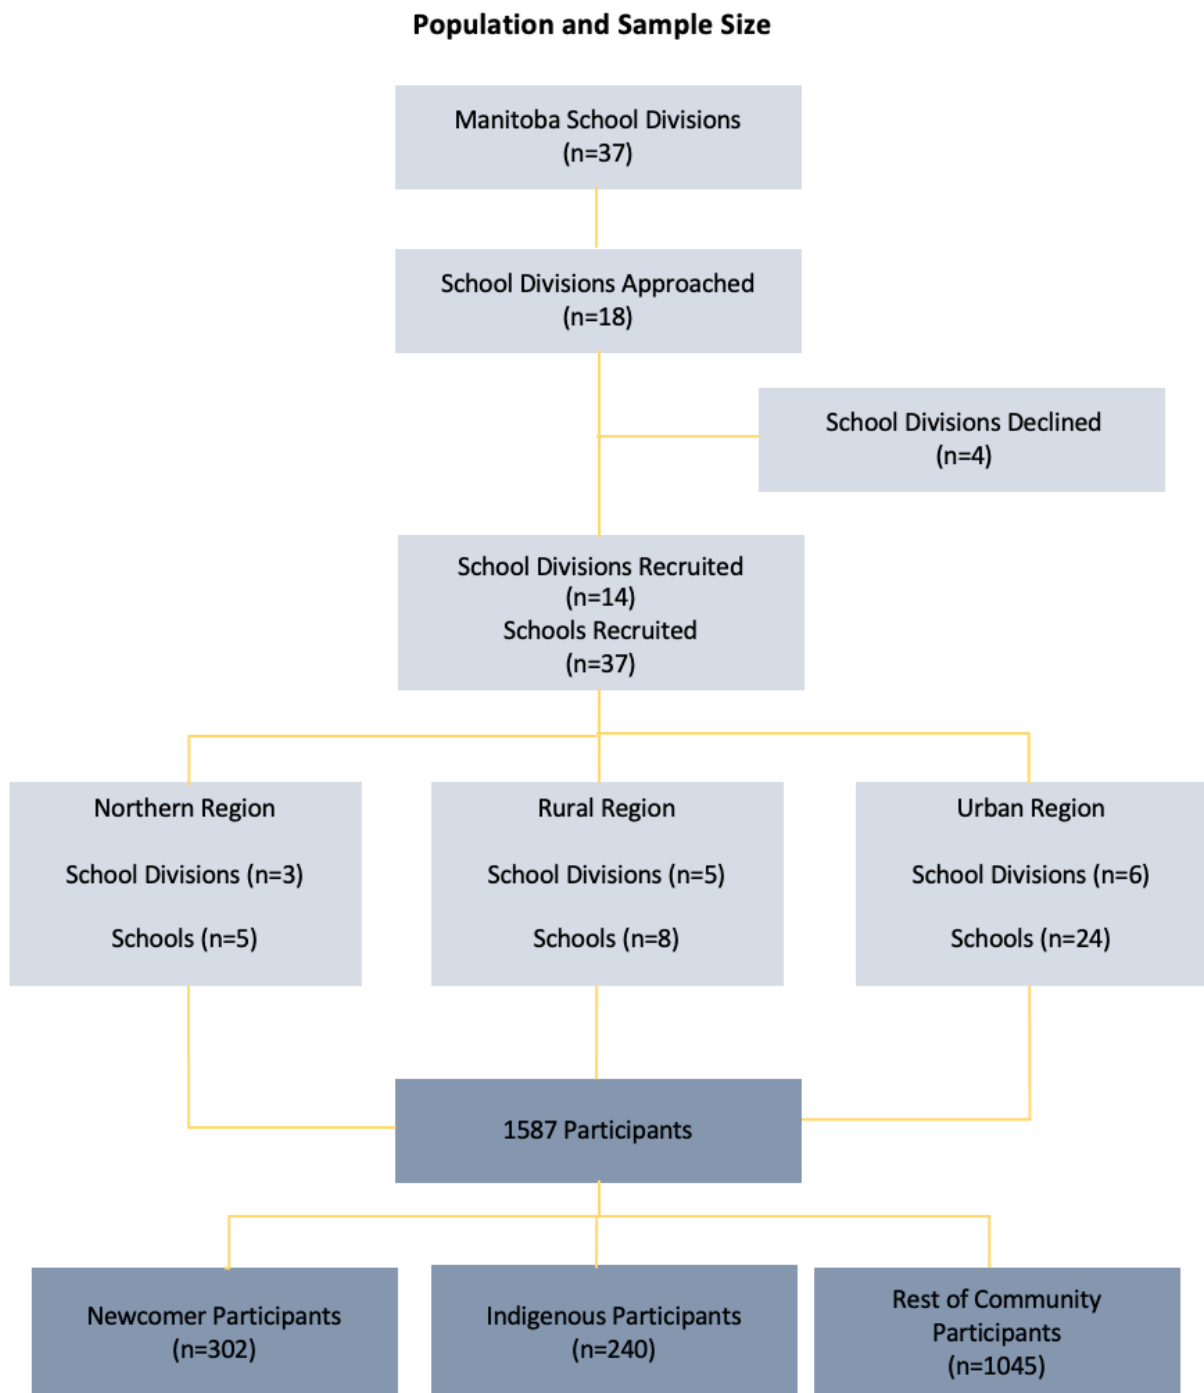 Population and Sample Size
Manitoba School Divisions
(n=37)
School Divisions Approached
(n=18)
School Divisions Declined
(n=4)
School Divisions Recruited
(n=14)
Schools Recruited
(n=37)
Northern Region
School Divisions (n=3)
Schools (n=5)
Rural Region
School Divisions (n=5)
Schools (n=8)
Urban Region
School Divisions (n=6)
Schools (n=24)
1587 Participants
Newcomer Participants
(n=302)
Indigenous Participants
(n=240)
Rest of Community
Participants
(n=1045)